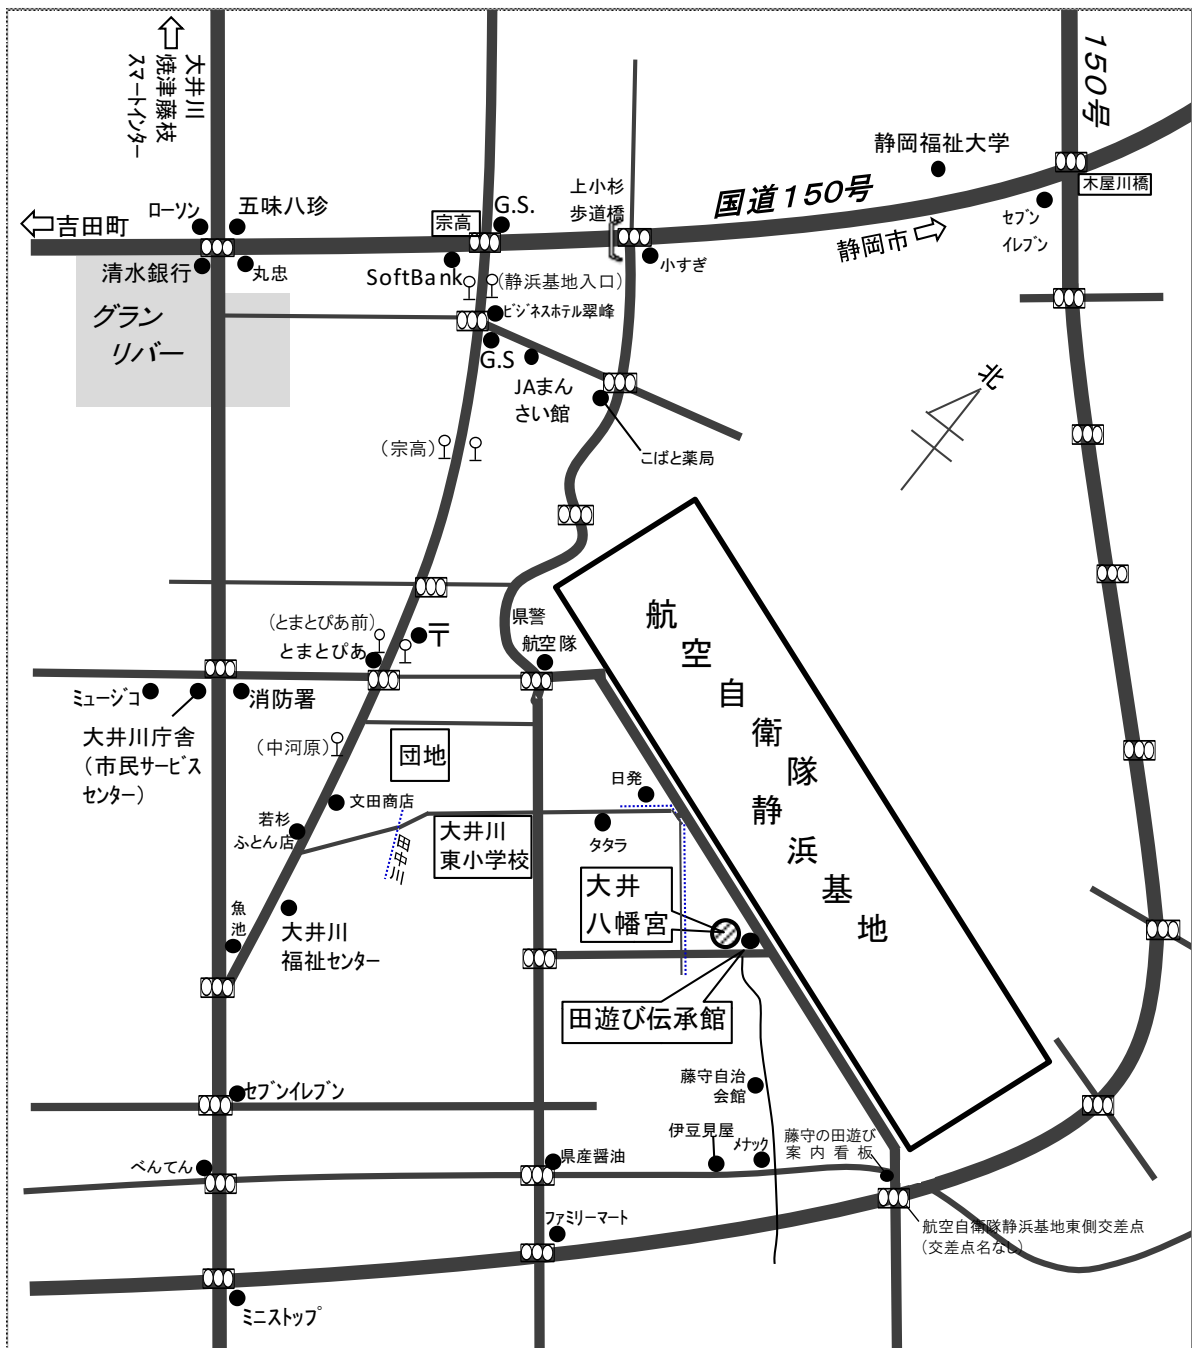 大井川
焼津藤枝
スマートインター
150号
静岡福祉大学
木屋川橋
セブン
イレブン
国道150号
静岡市
上小杉
歩道橋
小すぎ
G.S.
宗高
五味八珍
ローソン
吉田町
清水銀行
丸忠
SoftBank
(静浜基地入口)
ビジネスホテル翠峰
グラン
リバー
G.S
JAまん
さい館
北
こばと薬局
(宗高)
県警
航空隊
航空自衛隊静浜基地
(とまとぴあ前)
〒
とまとぴあ
ミュージコ
消防署
大井川庁舎
(市民サービス
センター)
(中河原)
団地
日発
文田商店
若杉
ふとん店
田中川
大井川
東小学校
タタラ
大井
八幡宮
魚
池
大井川
福祉センター
田遊び伝承館
藤守自治
会館
セブンイレブン
伊豆見屋
メナック
藤守の田遊び
案内看板
べんてん
県産醤油
ファミリーマート
航空自衛隊静浜基地東側交差点
(交差点名なし)
ミニストップ